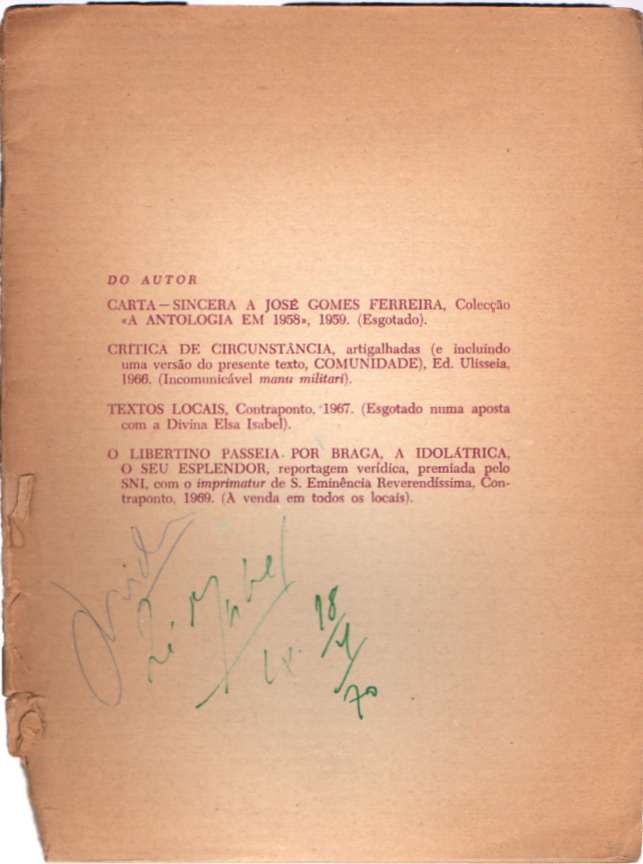 DO AUTOR
CARTA — SINCERA A JOSÉ GOMES FERREIRA, Colecção
«A ANTOLOGIA EM 1958», 1959. (Esgotado).
CRÍTICA DE CIRCUNSTÂNCIA, artigalhadas (e incluindo
uma versão do presente texto, COMUNIDADE), Ed. Ulisseia,
1966. (Incomunicável manu militari).
TEXTOS LOCAIS, Contraponto, 1967. (Esgotado numa aposta
com a Divina Elsa Isabel).
O LIBERTINO PASSEIA POR BRAGA, A IDOLÁTRICA,
O SEU ESPLENDOR, reportagem verídica, premiada pelo
SNI, com o imprimatur de S. Eminência Reverendíssima, Con-
traponto, 1969. (À venda em todos os locais).
Lx. 18/1/70